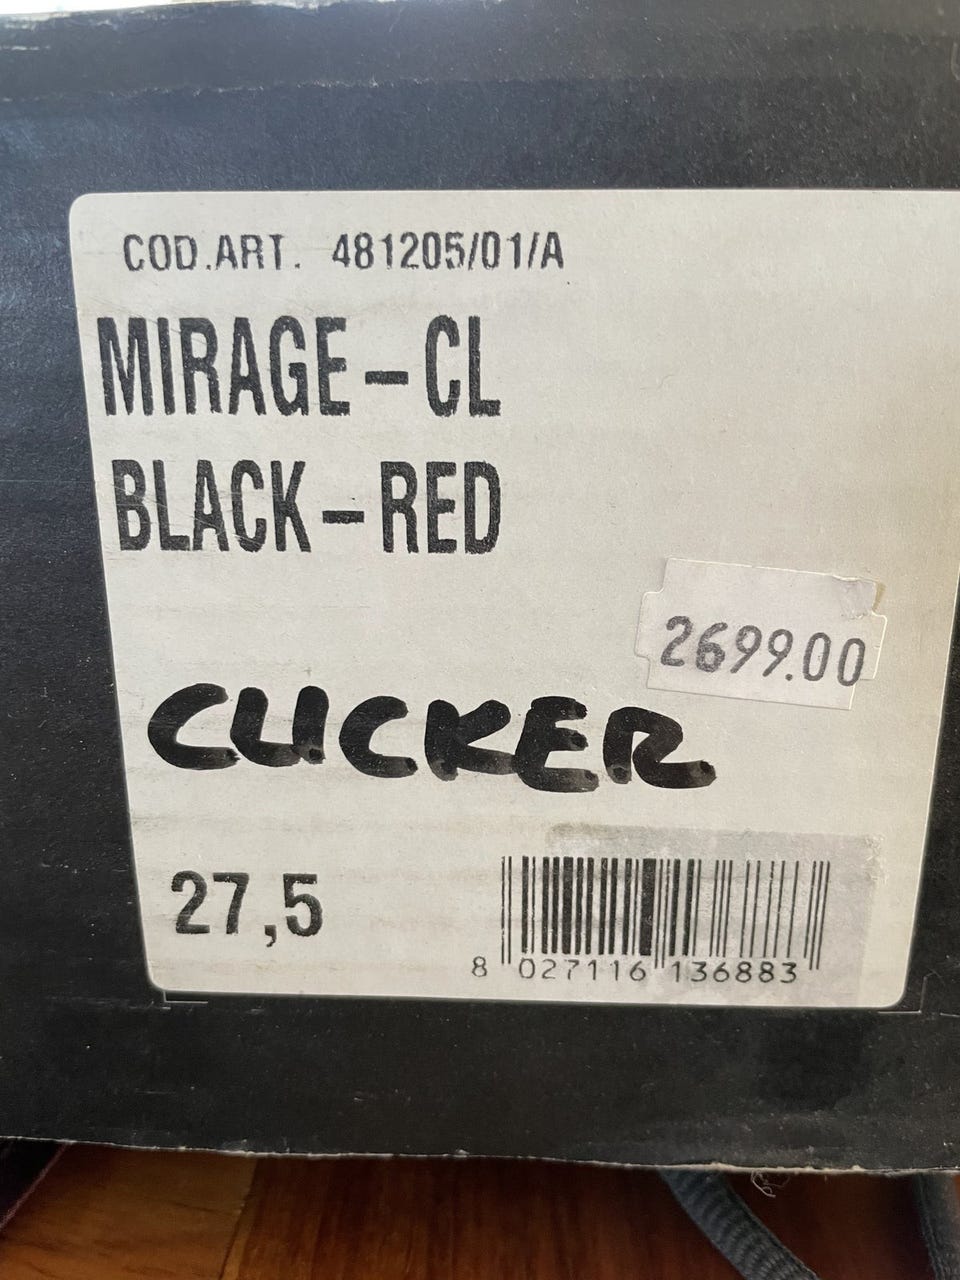 COD.ART. 481205/01/A
MIRAGE-CL
BLACK-RED
2699.00
CLICKER
27,5
8 027116 136883